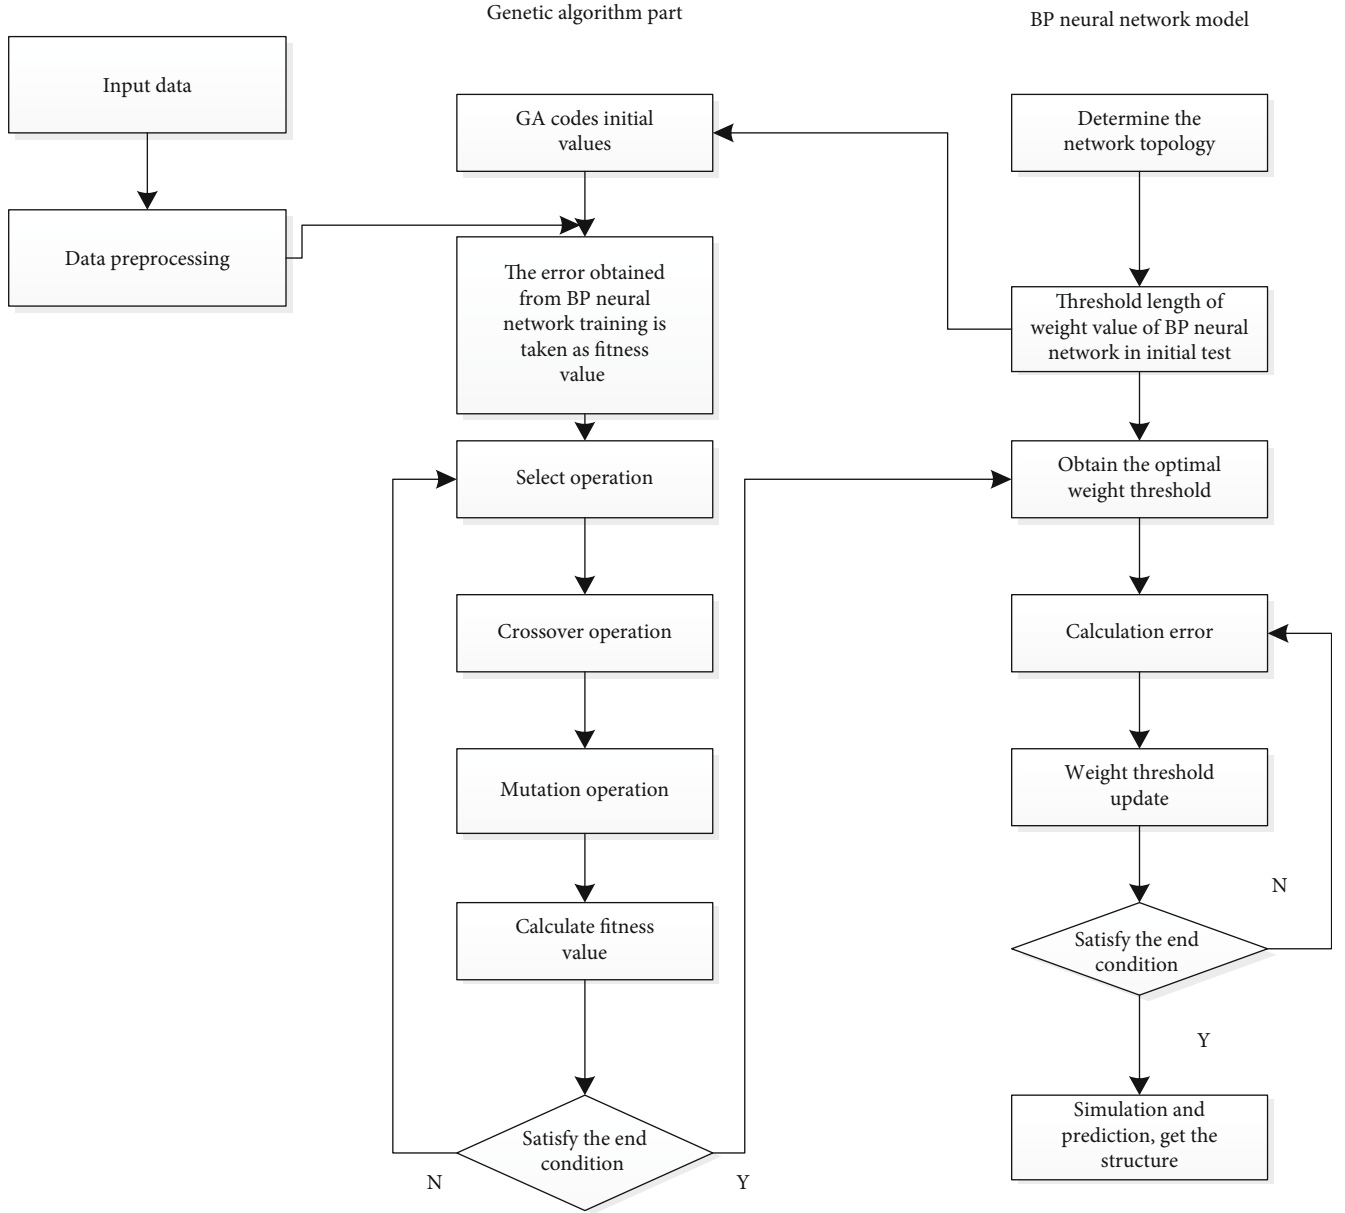 Genetic algorithm part
BP neural network model
Input data
Data preprocessing
GA codes initial
values
The error obtained
from BP neural
network training is
taken as fitness
value
Select operation
Crossover operation
Mutation operation
Calculate fitness
value
Satisfy the end
condition
N
Y
Determine the
network topology
Threshold length of
weight value of BP neural
network in initial test
Obtain the optimal
weight threshold
Calculation error
Weight threshold
update
N
Satisfy the end
condition
Y
Simulation and
prediction, get the
structure